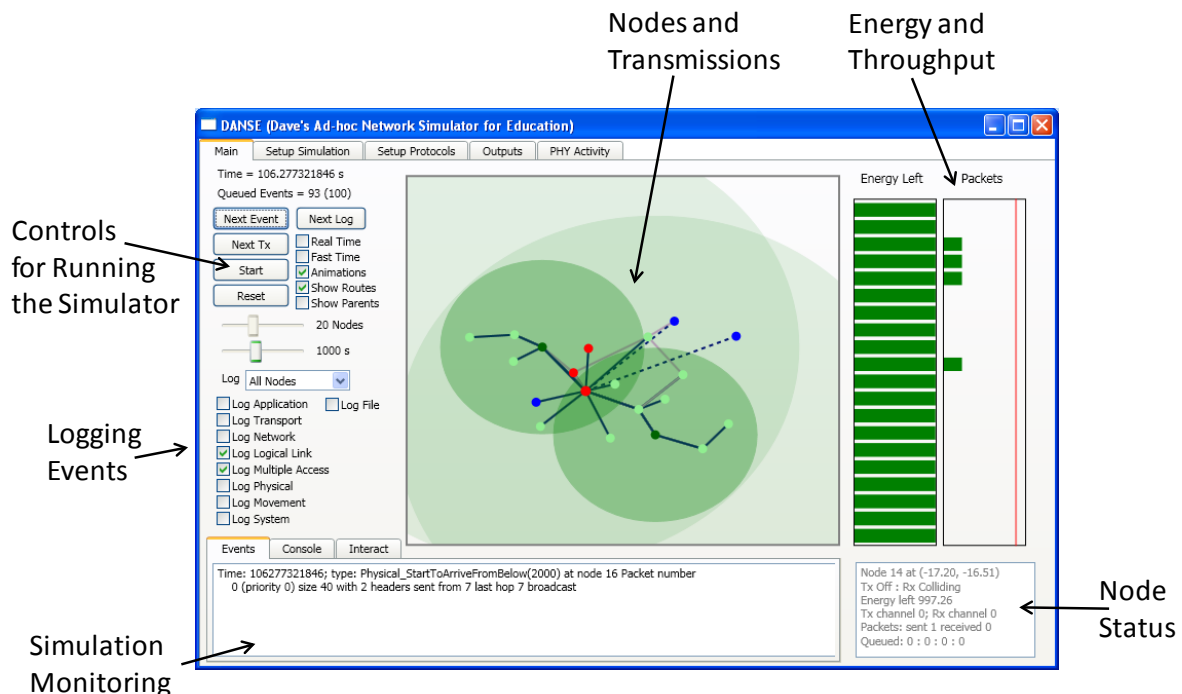 Nodes and
Transmissions
Energy and
Throughput
DANSE (Dave's Ad-hoc Network Simulator for Education)
Main Setup Simulation Setup Protocols Outputs PHY Activity
Time = 106.277321846 s
Queued Events = 93 (100)
Next Event Next Log
Next Tx
Real Time
Fast Time
Start
Animations
Show Routes
Reset
Show Parents
20 Nodes
1000 s
Log All Nodes
Log Application Log File
Log Transport
Log Network
Log Logical Link
Log Multiple Access
Log Physical
Log Movement
Log System
Energy Left Packets
Controls
for Running
the Simulator
Logging
Events
Events Console Interact
Time: 106277321846; type: Physical_StartToArriveFromBelow(2000) at node 16 Packet number
0 (priority 0) size 40 with 2 headers sent from 7 last hop 7 broadcast
Node 14 at (-17.20, -16.51)
Tx Off : Rx Colliding
Energy left 997.26
Tx channel 0; Rx channel 0
Packets: sent 1 received 0
Queued: 0 : 0 : 0 : 0
Node
Status
Simulation
Monitoring